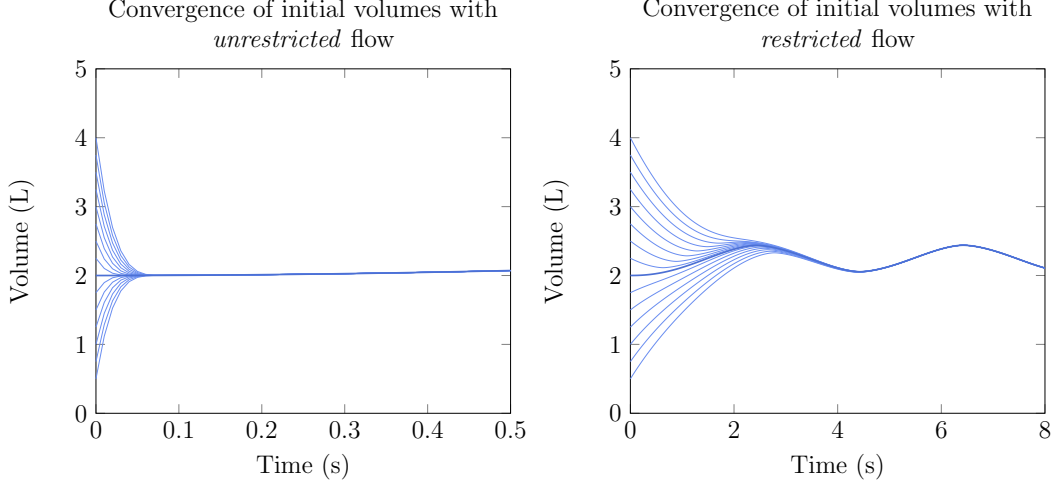 Convergence of initial volumes with
unrestricted flow
5
4
3
2
1
0
Volume (L)
0 0.1 0.2 0.3 0.4 0.5
Time (s)
Convergence of initial volumes with
restricted flow
5
4
3
2
1
0
Volume (L)
0 2 4 6 8
Time (s)